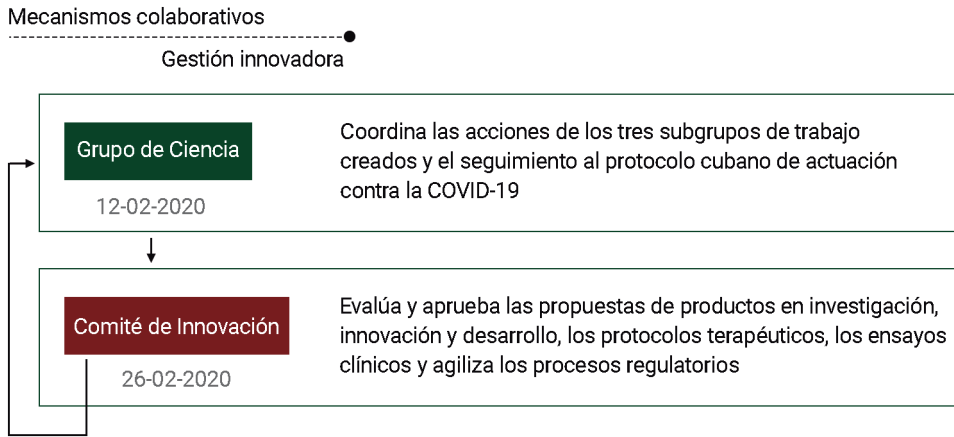 Mecanismos colaborativos
Gestión innovadora
Grupo de Ciencia
12-02-2020
Coordina las acciones de los tres subgrupos de trabajo
creados y el seguimiento al protocolo cubano de actuación
contra la COVID-19
Comité de Innovación
26-02-2020
Evalúa y aprueba las propuestas de productos en investigación,
innovación y desarrollo, los protocolos terapéuticos, los ensayos
clínicos y agiliza los procesos regulatorios